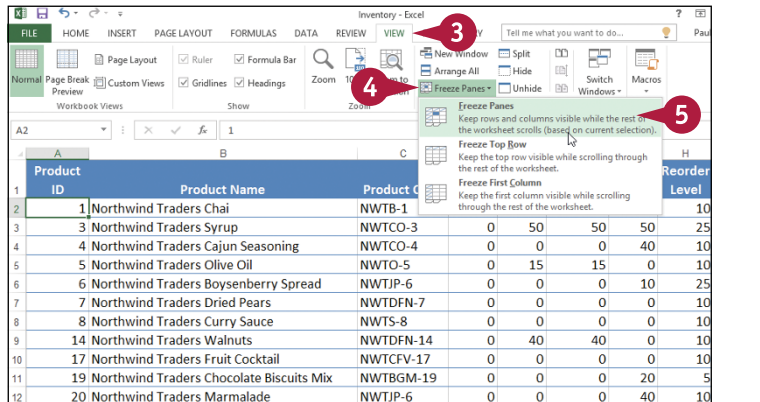 Inventory - Excel
?
FILE HOME INSERT PAGE LAYOUT FORMULAS DATA REVIEW VIEW 3 Y Tell me what you want to do... Paul
Normal Page Break Preview Page Layout Custom Views
Workbook Views
Ruler Formula Bar
Gridlines Headings
Show
Zoom
Zoom
4
New Window
Arrange All
Freeze Panes
Split
Hide
Unhide
Switch Windows
Macros
Freeze Panes
Keep rows and columns visible while the rest of
the worksheet scrolls (based on current selection).
5
Freeze Top Row
Keep the top row visible while scrolling through
the rest of the worksheet.
Freeze First Column
Keep the first column visible while scrolling
through the rest of the worksheet.
A2 fx 1
A B C H
1 Product ID Product Name Product C Reorder Level
2 1 Northwind Traders Chai NWTB-1 10
3 3 Northwind Traders Syrup NWTCO-3 0 50 50 50 25
4 4 Northwind Traders Cajun Seasoning NWTCO-4 0 0 0 40 10
5 5 Northwind Traders Olive Oil NWTO-5 0 15 15 0 10
6 6 Northwind Traders Boysenberry Spread NWTJP-6 0 0 0 10 25
7 7 Northwind Traders Dried Pears NWTDFN-7 0 0 0 0 10
8 8 Northwind Traders Curry Sauce NWTS-8 0 0 0 0 10
9 14 Northwind Traders Walnuts NWTDFN-14 0 40 40 0 10
10 17 Northwind Traders Fruit Cocktail NWTCFV-17 0 0 0 0 10
11 19 Northwind Traders Chocolate Biscuits Mix NWTBGM-19 0 0 0 20 5
12 20 Northwind Traders Marmalade NWTJP-6 0 0 0 40 10